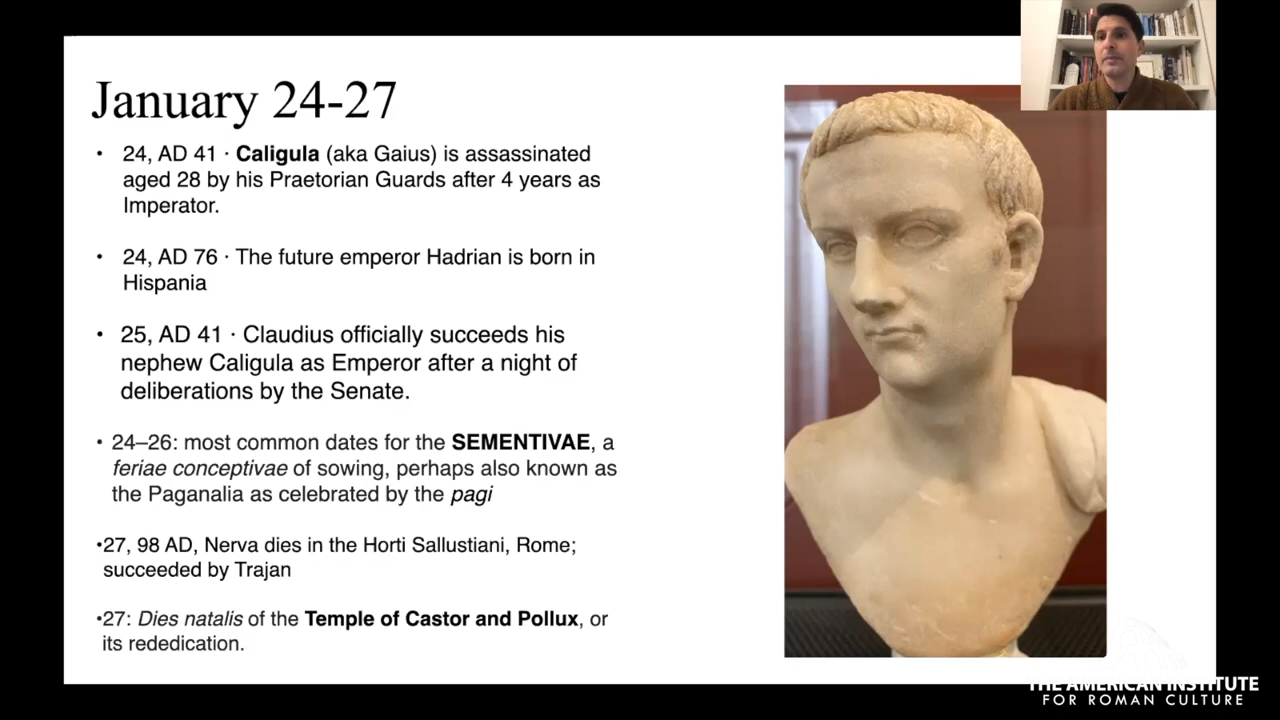 January 24-27
• 24, AD 41 · Caligula (aka Gaius) is assassinated
aged 28 by his Praetorian Guards after 4 years as
Imperator.
• 24, AD 76 · The future emperor Hadrian is born in
Hispania
• 25, AD 41 · Claudius officially succeeds his
nephew Caligula as Emperor after a night of
deliberations by the Senate.
• 24–26: most common dates for the SEMENTIVAE, a
feriae conceptivae of sowing, perhaps also known as
the Paganalia as celebrated by the pagi
•27, 98 AD, Nerva dies in the Horti Sallustiani, Rome;
succeeded by Trajan
•27: Dies natalis of the Temple of Castor and Pollux, or
its rededication.
THE AMERICAN INSTITUTE
FOR ROMAN CULTURE